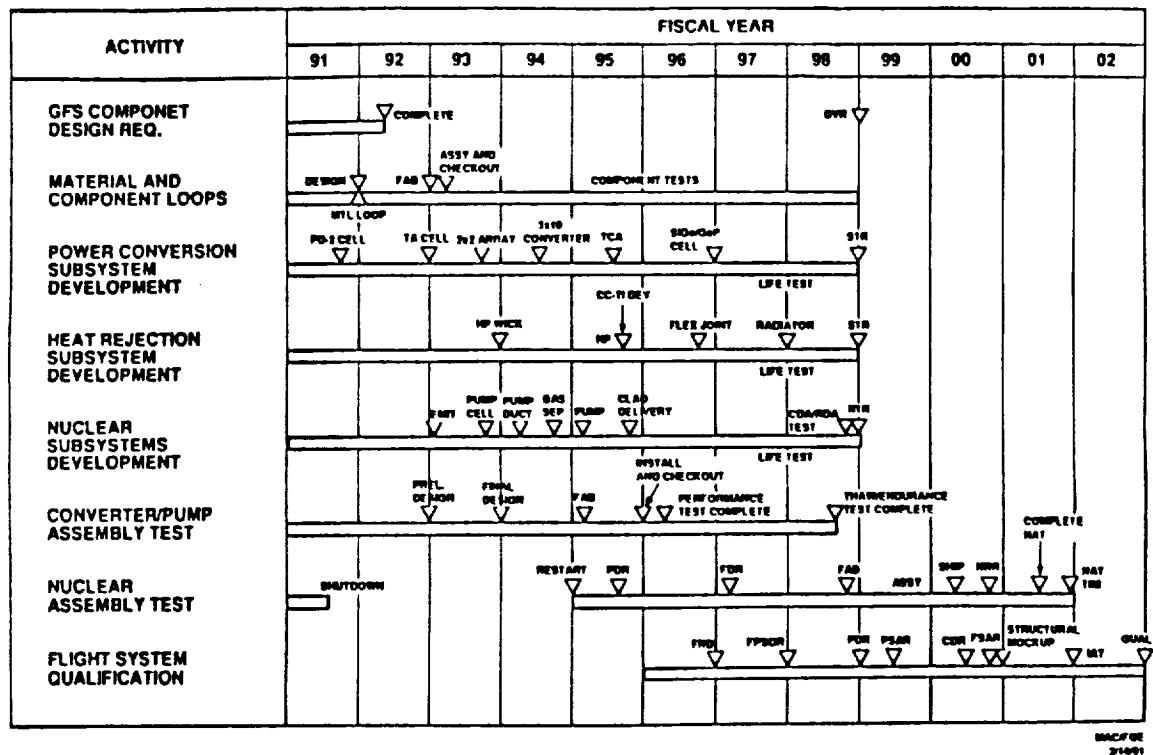 ACTIVITY
FISCAL YEAR
91 92 93 94 95 96 97 98 99 00 01 02
GFS COMPONET
DESIGN REQ.
COMPLETE
MATERIAL AND
COMPONENT LOOPS
DESIGN
FAB
ASSY AND
CHECKOUT
COMPONENT TESTS
MTL LOOP
POWER CONVERSION
SUBSYSTEM
DEVELOPMENT
PD-2 CELL
TA CELL
2x2 ARRAY
CONVERTER
TCA
CELL
LIFE TEST
HEAT REJECTION
SUBSYSTEM
DEVELOPMENT
HP WICK
HP
FLEX JOINT
RADIATOR
LIFE TEST
NUCLEAR
SUBSYSTEMS
DEVELOPMENT
PUMP
CELL
PUMP
DUCT
GAS
SEP
PUMP
CLAD
DELIVERY
TEST
LIFE TEST
CONVERTER/PUMP
ASSEMBLY TEST
PREL.
DESIGN
FINAL
DESIGN
FAB
INSTALL
AND CHECKOUT
PERFORMANCE
TEST COMPLETE
TEST COMPLETE
NUCLEAR
ASSEMBLY TEST
SHUTDOWN
RESTART
PDR
FDR
FAB
ASSY
SHIP
COMPLETE
NAT
NAT
FLIGHT SYSTEM
QUALIFICATION
PDR
PSAR
CDR
FSAR
STRUCTURAL
MOCKUP
QUAL